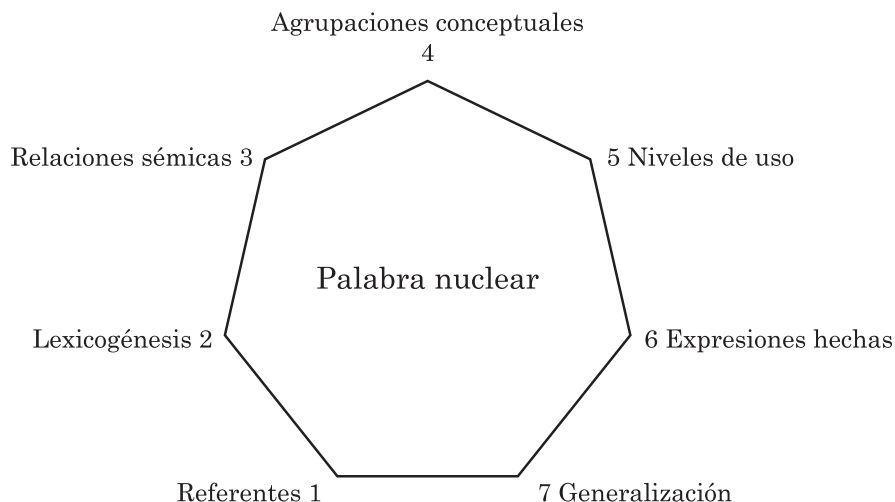 Agrupaciones conceptuales
4
Relaciones sémicas 3
5 Niveles de uso
Palabra nuclear
Lexicogénesis 2
6 Expresiones hechas
Referentes 1
7 Generalización